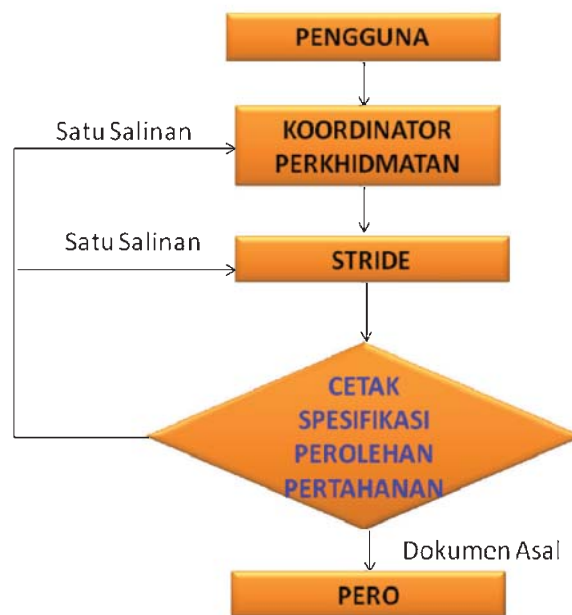 PENGGUNA
Satu Salinan
KOORDINATOR
PERKHIDMATAN
Satu Salinan
STRIDE
CETAK
SPESIFIKASI
PEROLEHAN
PERTAHANAN
Dokumen Asal
PERO